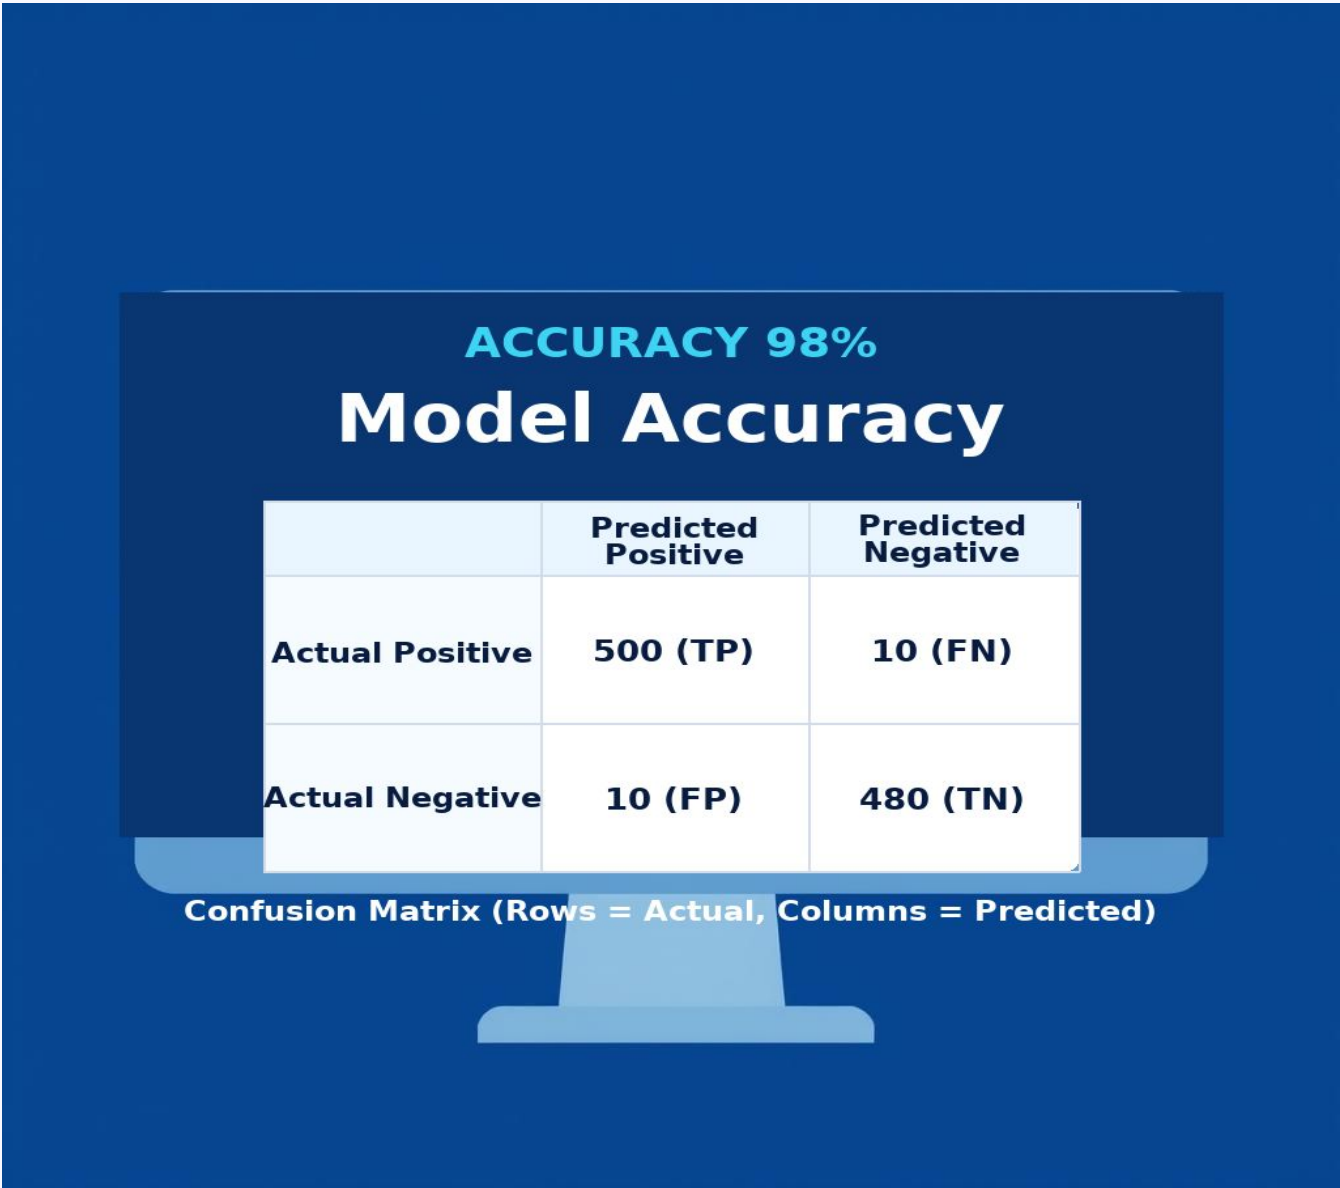 ACCURACY 98%
Model Accuracy
Predicted
Positive
Predicted
Negative
Actual Positive
500 (TP)
10 (FN)
Actual Negative
10 (FP)
480 (TN)
Confusion Matrix (Rows = Actual, Columns = Predicted)